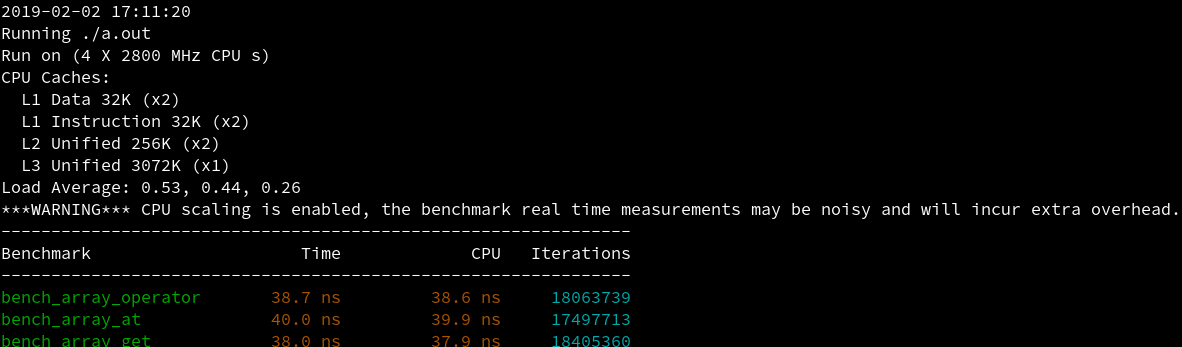 2019-02-02 17:11:20
Running ./a.out
Run on (4 X 2800 MHz CPU s)
CPU Caches:
  L1 Data 32K (x2)
  L1 Instruction 32K (x2)
  L2 Unified 256K (x2)
  L3 Unified 3072K (x1)
Load Average: 0.53, 0.44, 0.26
***WARNING*** CPU scaling is enabled, the benchmark real time measurements may be noisy and will incur extra overhead.
---------------------------------------------------------------
Benchmark                     Time             CPU   Iterations
---------------------------------------------------------------
bench_array_operator       38.7 ns         38.6 ns     18063739
bench_array_at             40.0 ns         39.9 ns     17497713
bench_array_get            38.0 ns         37.9 ns     18405360